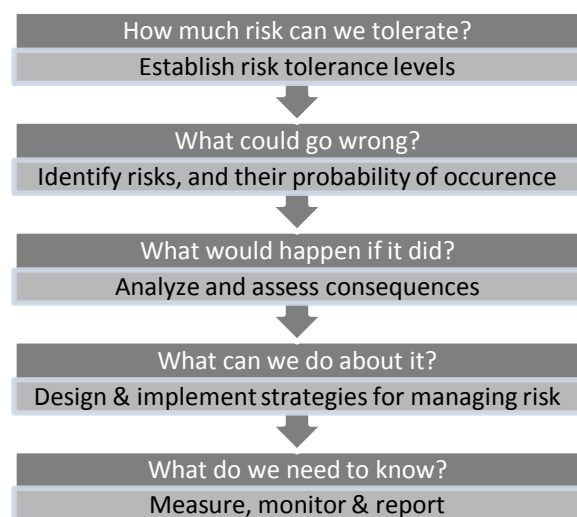 How much risk can we tolerate?
Establish risk tolerance levels
What could go wrong?
Identify risks, and their probability of occurence
What would happen if it did?
Analyze and assess consequences
What can we do about it?
Design & implement strategies for managing risk
What do we need to know?
Measure, monitor & report